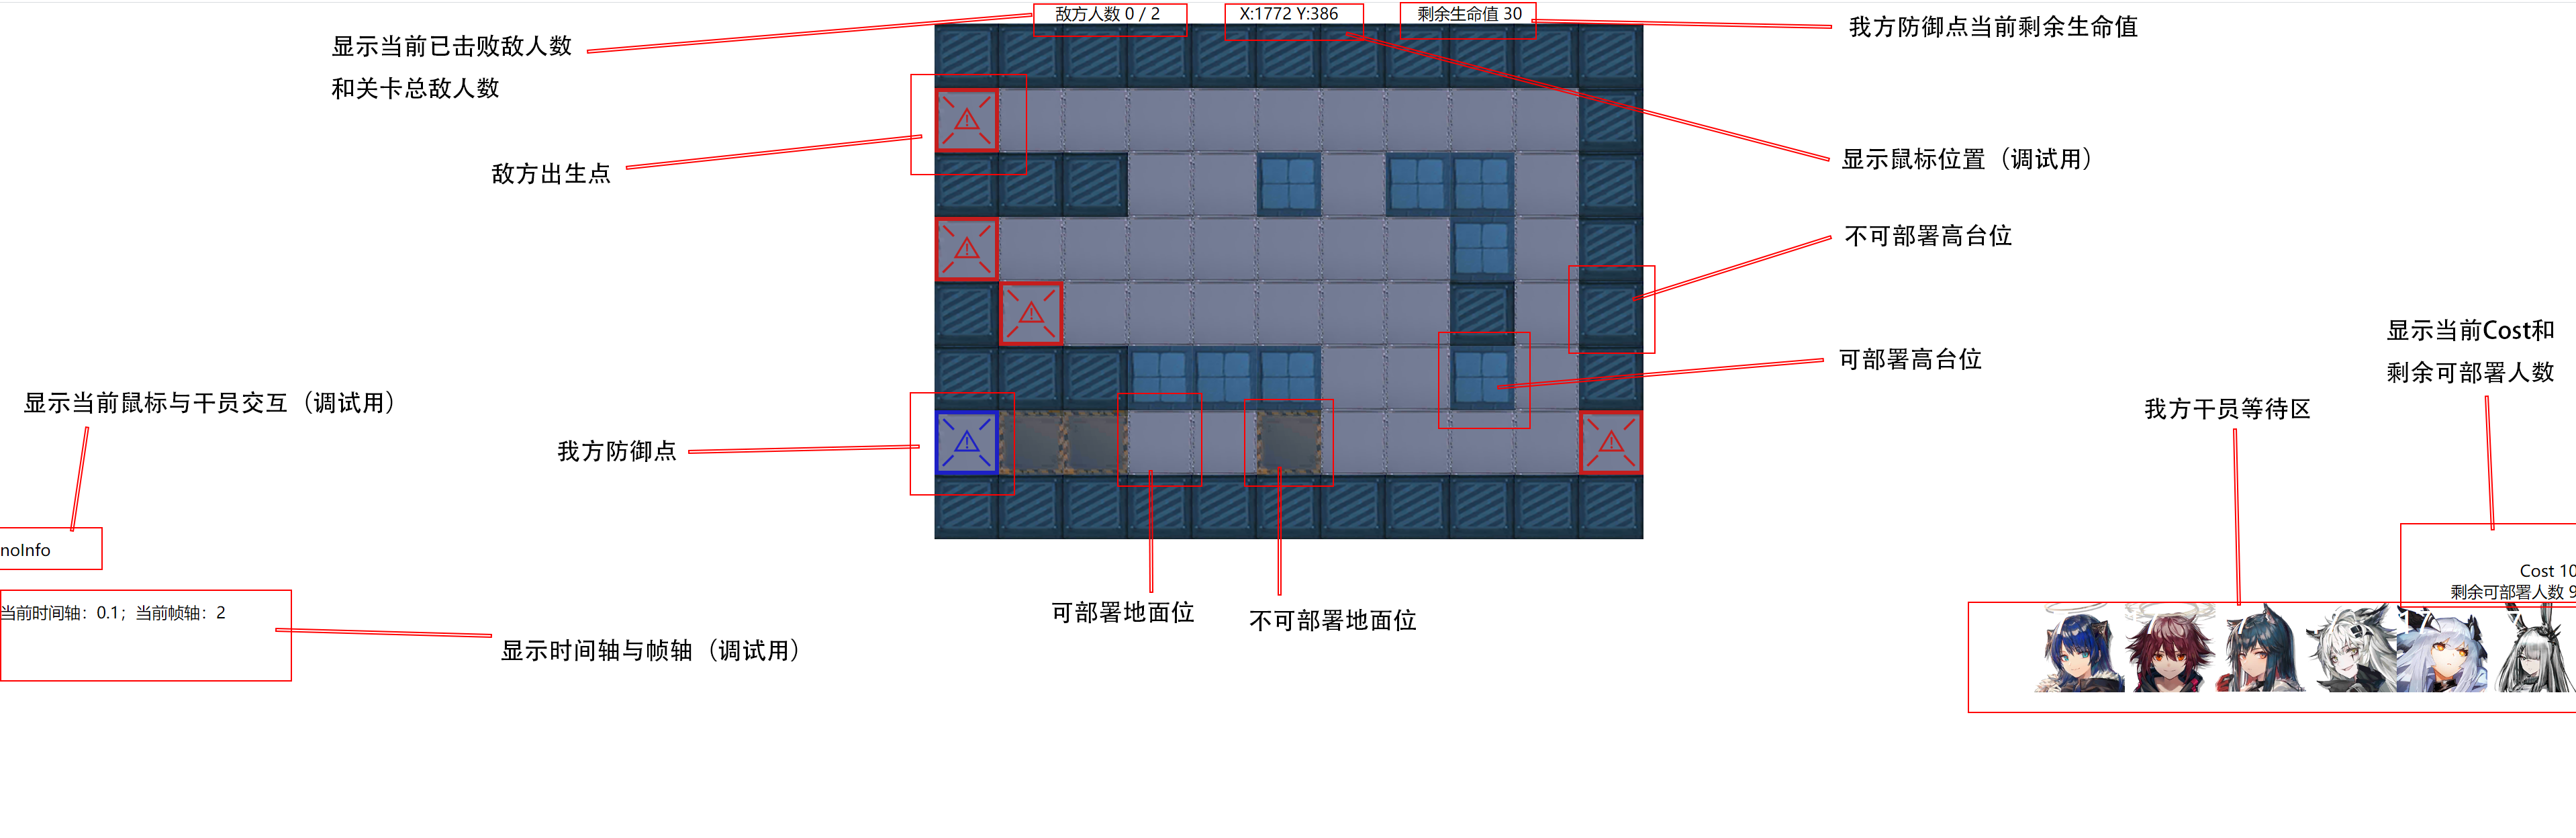 敌方人数 0 / 2
X:1772 Y:386
剩余生命值 30
我方防御点当前剩余生命值
显示当前已击败敌人数
和关卡总敌人数
敌方出生点
显示鼠标位置（调试用）
不可部署高台位
显示当前Cost和
剩余可部署人数
可部署高台位
显示当前鼠标与干员交互（调试用）
我方干员等待区
我方防御点
noInfo
Cost 10
剩余可部署人数 9
当前时间轴：0.1；当前帧轴：2
可部署地面位
不可部署地面位
显示时间轴与帧轴（调试用）